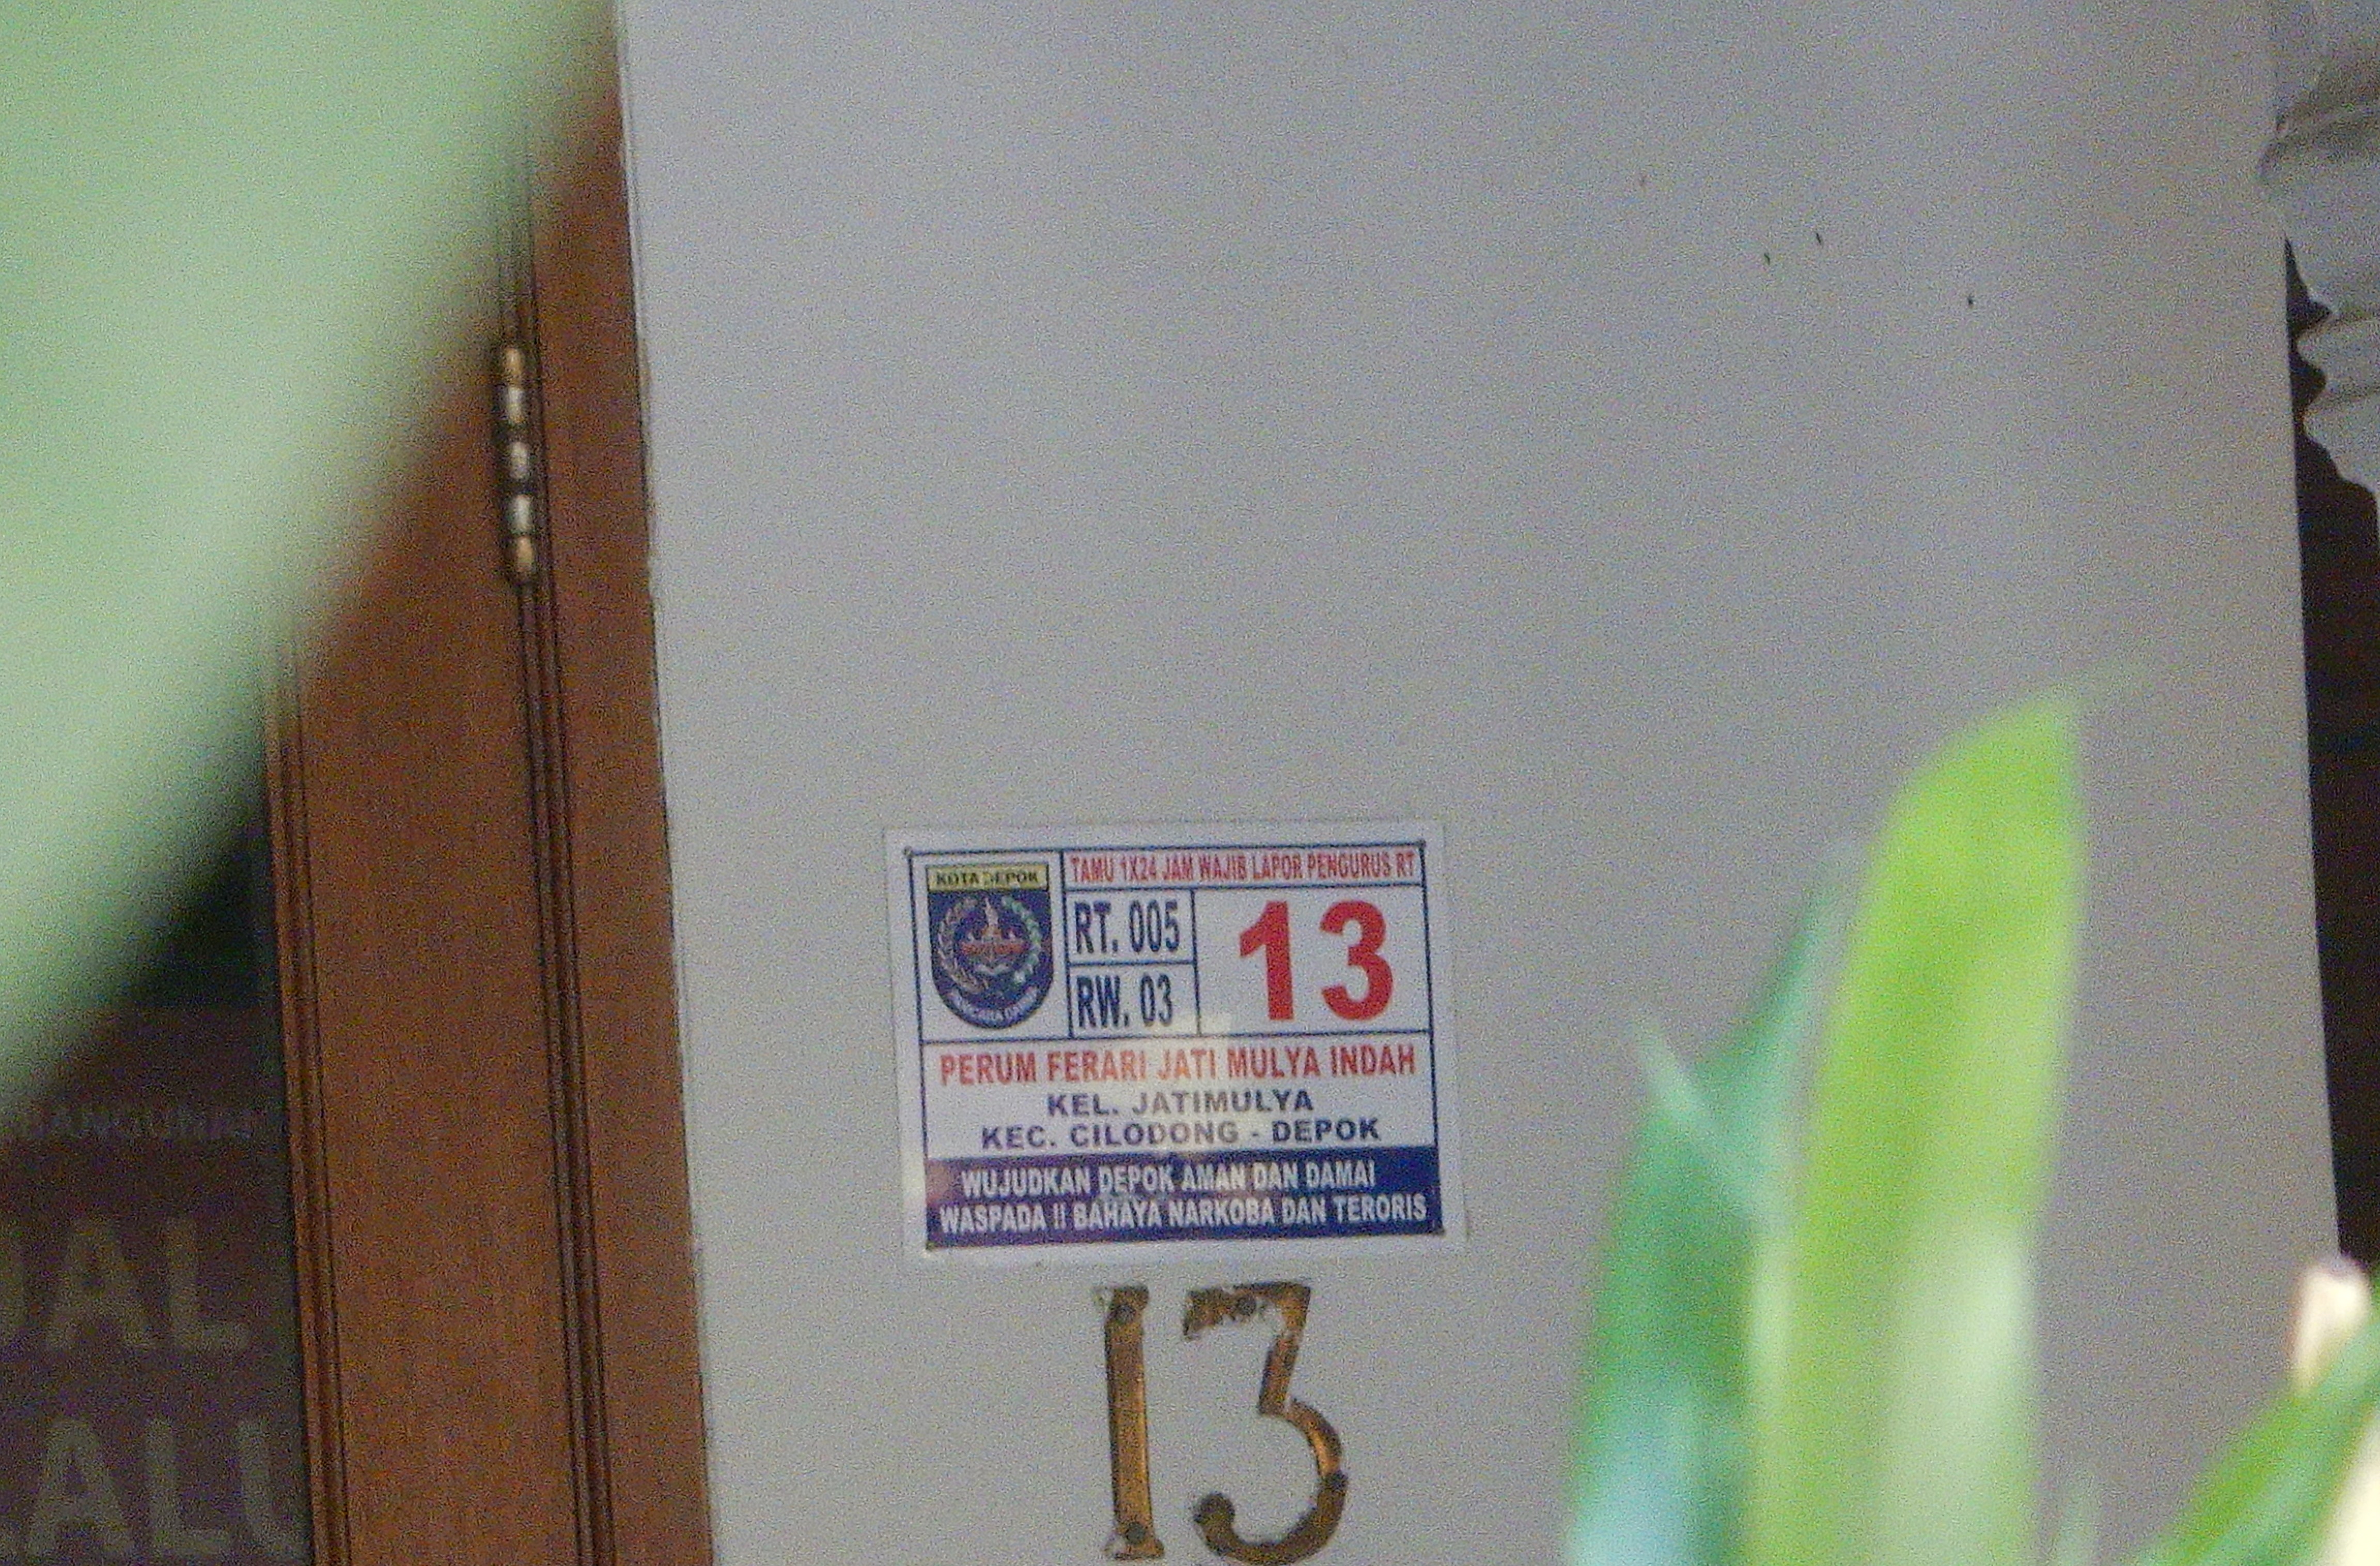 KOTA DEPOK
TAMU 1X24 JAM WAJIB LAPOR PENGURUS RT
RT. 005
RW. 03
13
PERUM FERARI JATI MULYA INDAH
KEL. JATIMULYA
KEC. CILODONG - DEPOK
WUJUDKAN DEPOK AMAN DAN DAMAI
WASPADA !! BAHAYA NARKOBA DAN TERORIS
13